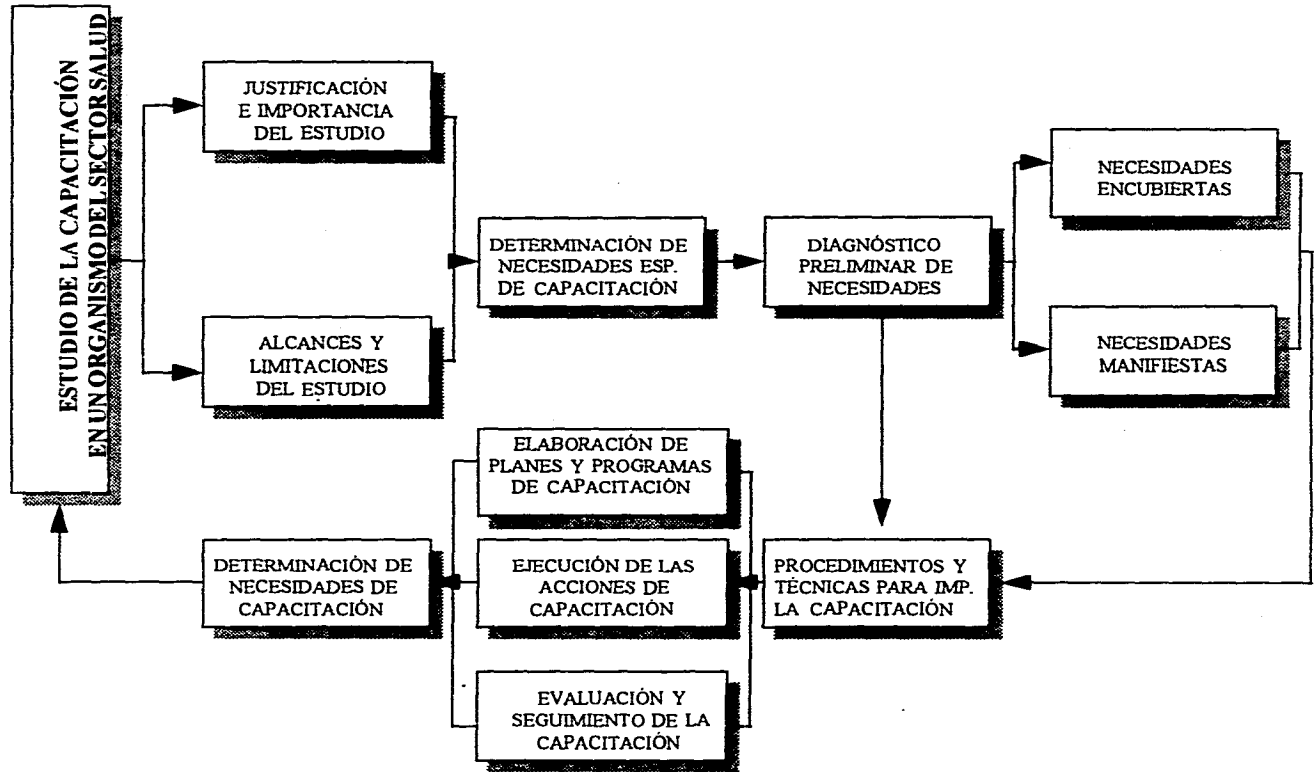 ESTUDIO DE LA CAPACITACIÓN
EN UN ORGANISMO DEL SECTOR SALUD
JUSTIFICACIÓN
E IMPORTANCIA
DEL ESTUDIO
ALCANCES Y
LIMITACIONES
DEL ESTUDIO
DETERMINACIÓN DE
NECESIDADES ESP.
DE CAPACITACIÓN
DIAGNÓSTICO
PRELIMINAR DE
NECESIDADES
NECESIDADES
ENCUBIERTAS
NECESIDADES
MANIFIESTAS
PROCEDIMIENTOS Y
TÉCNICAS PARA IMP.
LA CAPACITACIÓN
ELABORACIÓN DE
PLANES Y PROGRAMAS
DE CAPACITACIÓN
EJECUCIÓN DE LAS
ACCIONES DE
CAPACITACIÓN
EVALUACIÓN Y
SEGUIMIENTO DE LA
CAPACITACIÓN
DETERMINACIÓN DE
NECESIDADES DE
CAPACITACIÓN